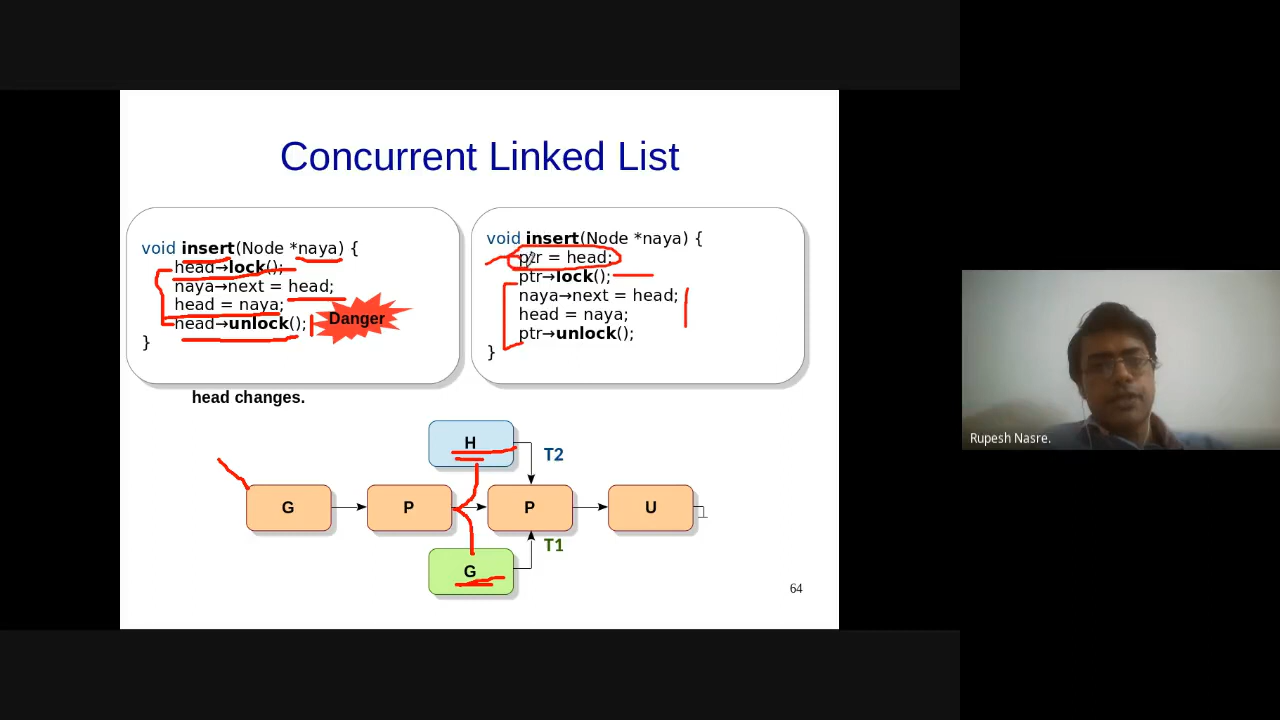 Concurrent Linked List
void insert(Node *naya) {
head→lock();
naya→next = head;
head = naya;
head→unlock();
}
Danger
head changes.
void insert(Node *naya) {
ptr = head;
ptr→lock();
naya→next = head;
head = naya;
ptr→unlock();
}
H
T2
G
P
P
U
G
T1
64
Rupesh Nasre.